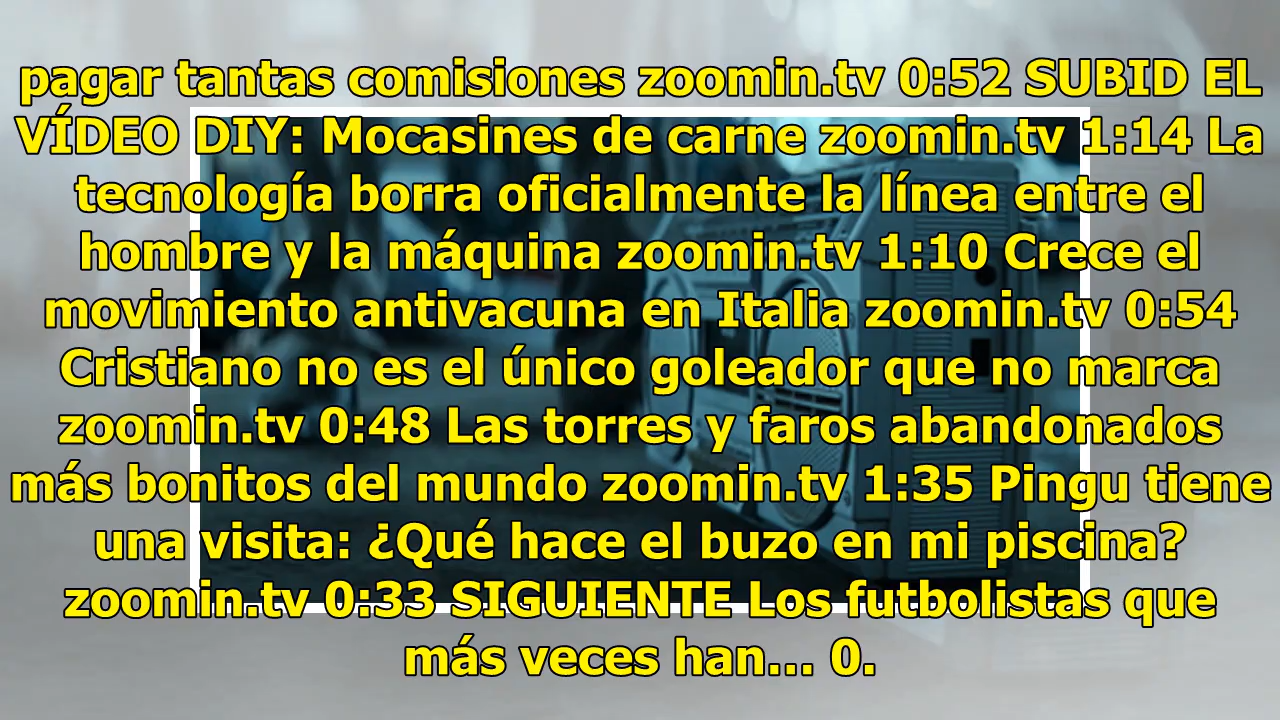 pagar tantas comisiones zoomin.tv 0:52 SUBID EL
VÍDEO DIY: Mocasines de carne zoomin.tv 1:14 La
tecnología borra oficialmente la línea entre el
hombre y la máquina zoomin.tv 1:10 Crece el
movimiento antivacuna en Italia zoomin.tv 0:54
Cristiano no es el único goleador que no marca
zoomin.tv 0:48 Las torres y faros abandonados
más bonitos del mundo zoomin.tv 1:35 Pingu tiene
una visita: ¿Qué hace el buzo en mi piscina?
zoomin.tv 0:33 SIGUIENTE Los futbolistas que
más veces han... 0.